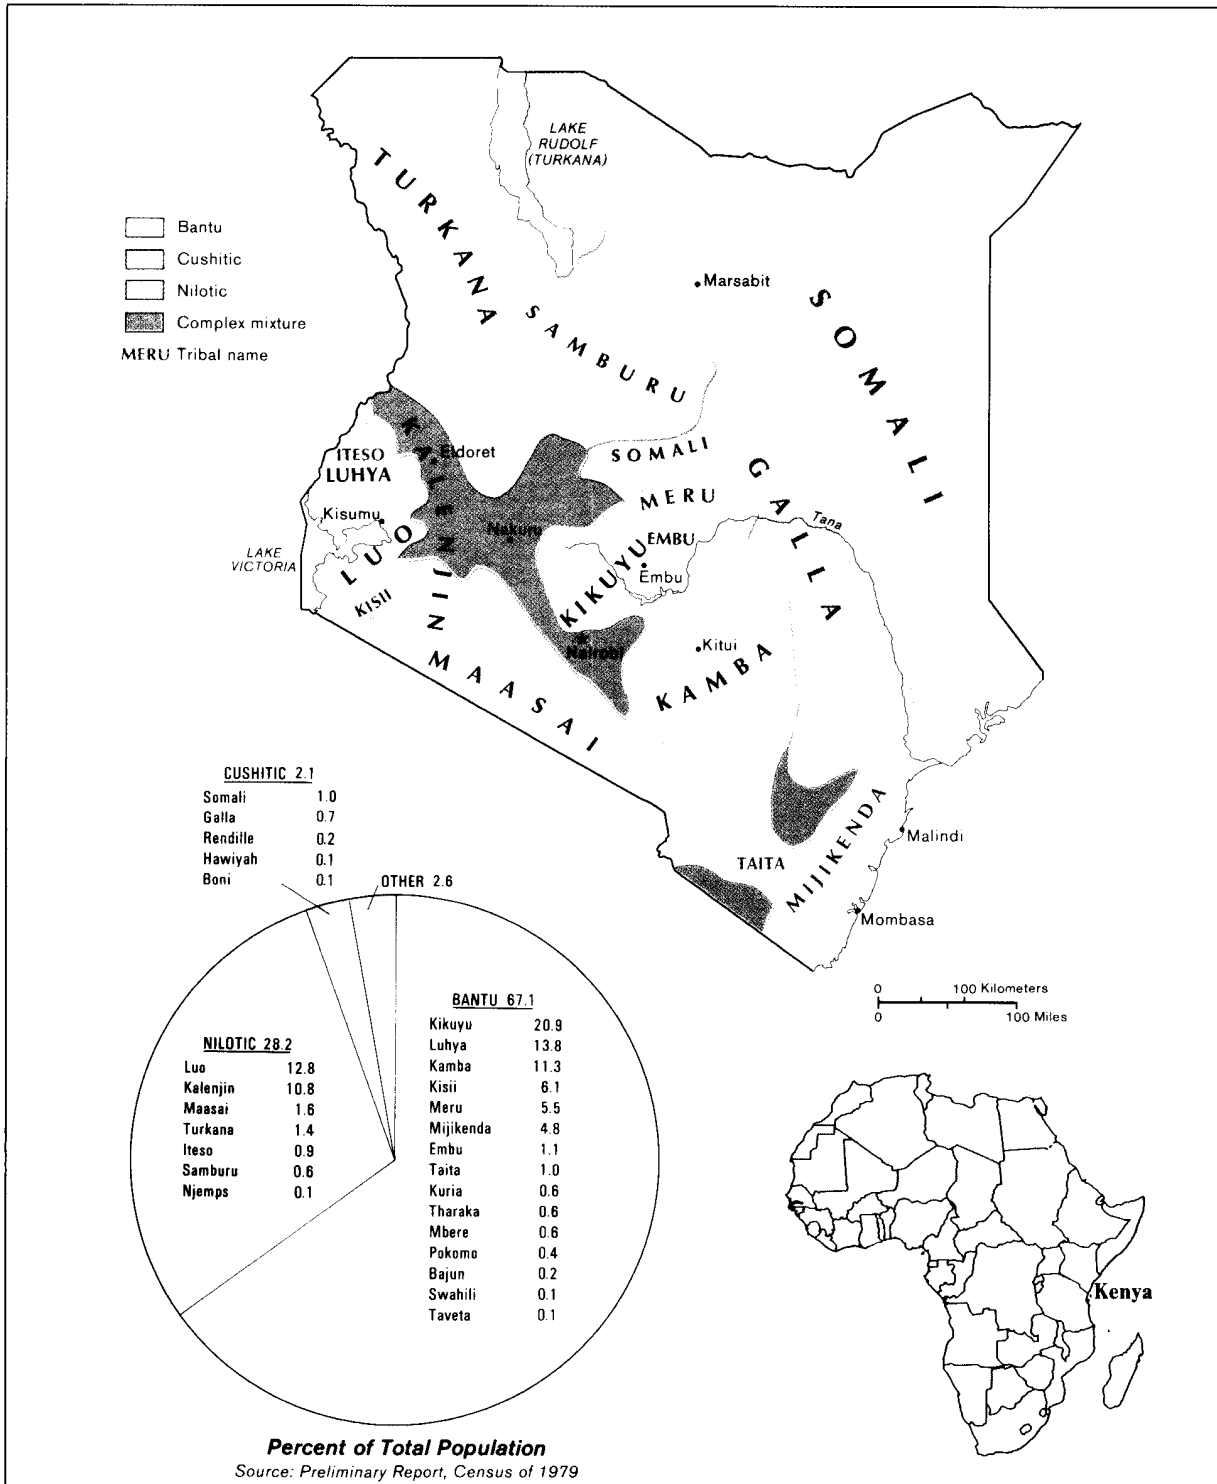 LAKE
RUDOLF
(TURKANA)
TURKANA
Bantu
Cushitic
Nilotic
Complex mixture
MERU Tribal name
Marsabit
SOMALI
SAMBURU
KALENJIN
Eldoret
ITESO
LUHYA
SOMALI
GALLA
MERU
Kisumu
Nakuru
Tana
LUO
EMBU
LAKE
VICTORIA
KIKUYU
Embu
KISII
Nairobi
Kitui
KAMBA
MAASAI
MIJIKENDA
Malindi
TAITA
Mombasa
0 100 Kilometers
0 100 Miles
CUSHITIC 2.1
Somali 1.0
Galla 0.7
Rendille 0.2
Hawiyah 0.1
Boni 0.1
OTHER 2.6
NILOTIC 28.2
Luo 12.8
Kalenjin 10.8
Maasai 1.6
Turkana 1.4
Iteso 0.9
Samburu 0.6
Njemps 0.1
BANTU 67.1
Kikuyu 20.9
Luhya 13.8
Kamba 11.3
Kisii 6.1
Meru 5.5
Mijikenda 4.8
Embu 1.1
Taita 1.0
Kuria 0.6
Tharaka 0.6
Mbere 0.6
Pokomo 0.4
Bajun 0.2
Swahili 0.1
Taveta 0.1
Kenya
Percent of Total Population
Source: Preliminary Report, Census of 1979